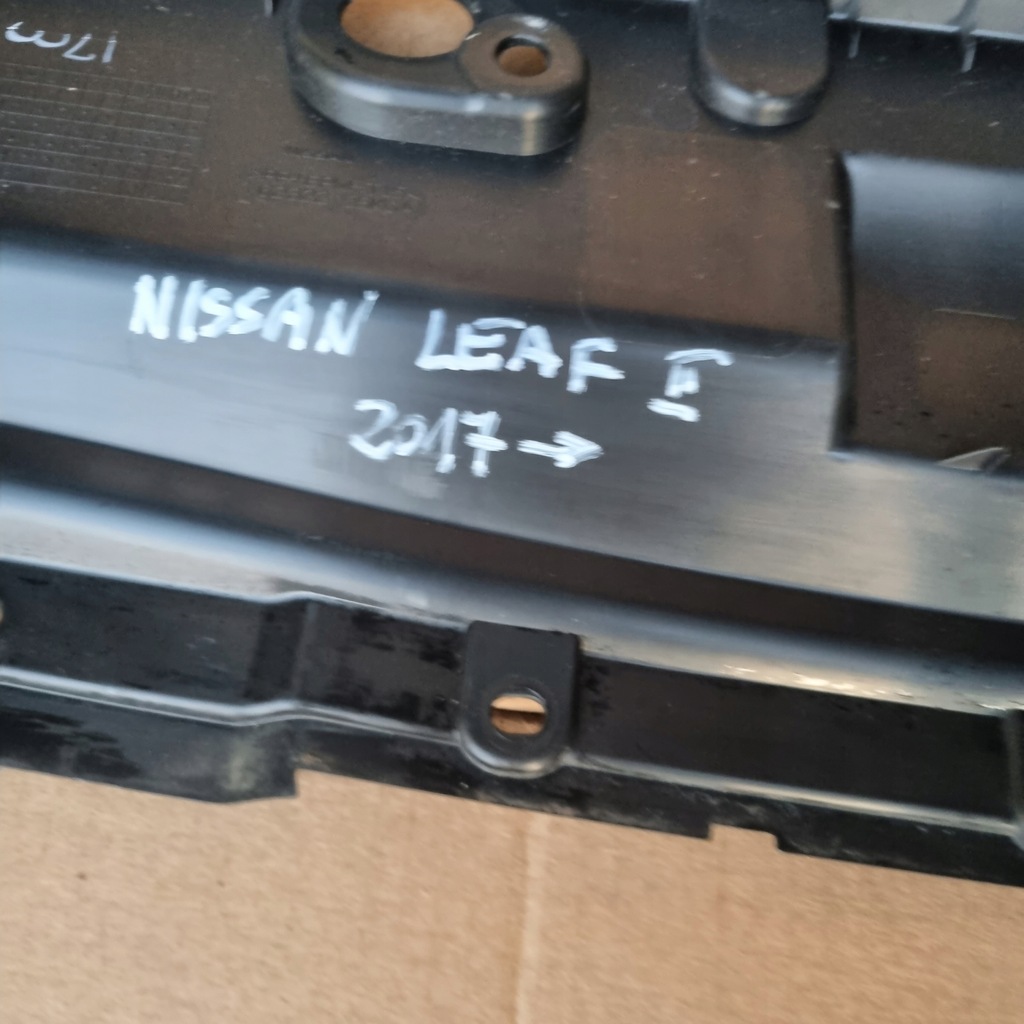 NISSAN LEAF II
2017 →